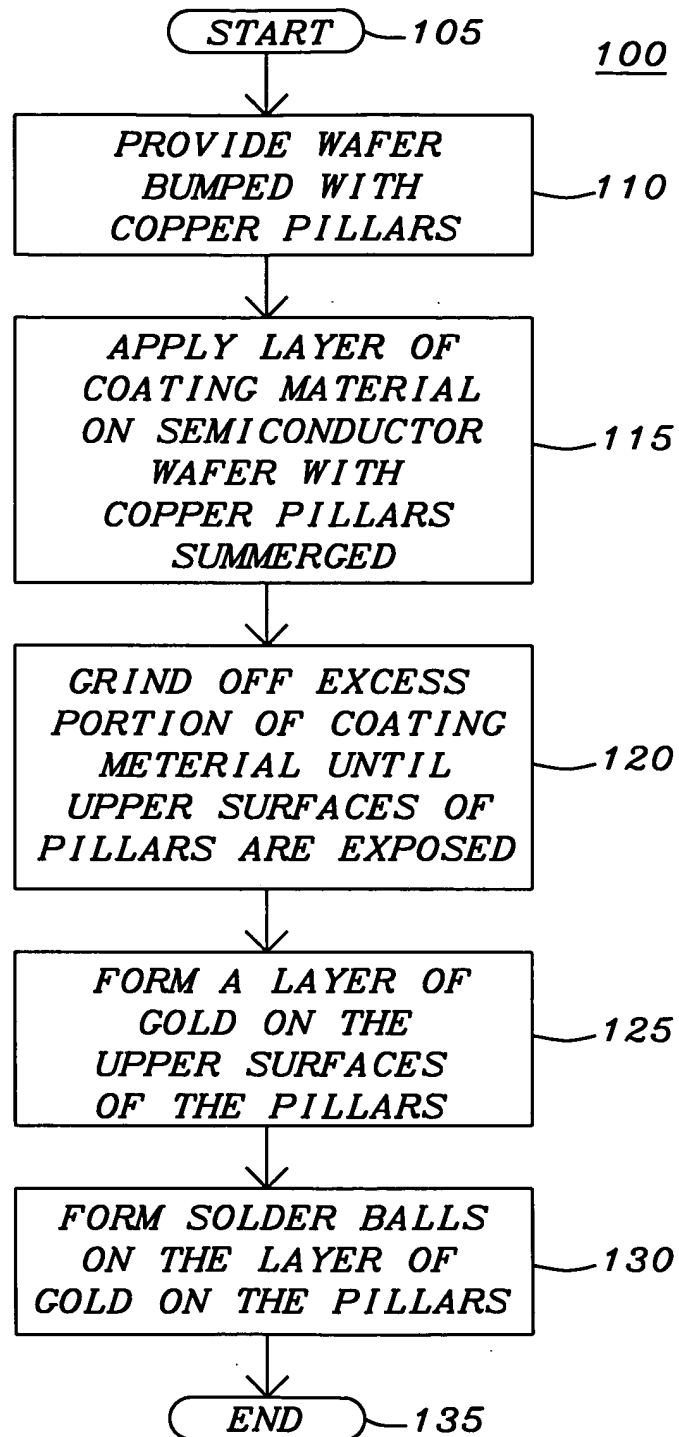 START 105
100
PROVIDE WAFER
BUMPED WITH
COPPER PILLARS
110
APPLY LAYER OF
COATING MATERIAL
ON SEMICONDUCTOR
WAFER WITH
COPPER PILLARS
SUMMERGED
115
GRIND OFF EXCESS
PORTION OF COATING
METERIAL UNTIL
UPPER SURFACES OF
PILLARS ARE EXPOSED
120
FORM A LAYER OF
GOLD ON THE
UPPER SURFACES
OF THE PILLARS
125
FORM SOLDER BALLS
ON THE LAYER OF
GOLD ON THE PILLARS
130
END 135